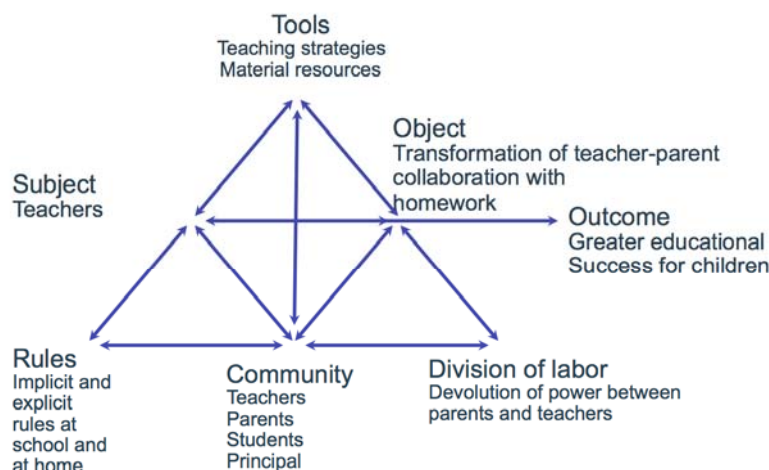 Tools
Teaching strategies
Material resources
Object
Transformation of teacher-parent
collaboration with
homework
Subject
Teachers
Outcome
Greater educational
Success for children
Rules
Implicit and
explicit
rules at
school and
at home
Community
Teachers
Parents
Students
Principal
Division of labor
Devolution of power between
parents and teachers